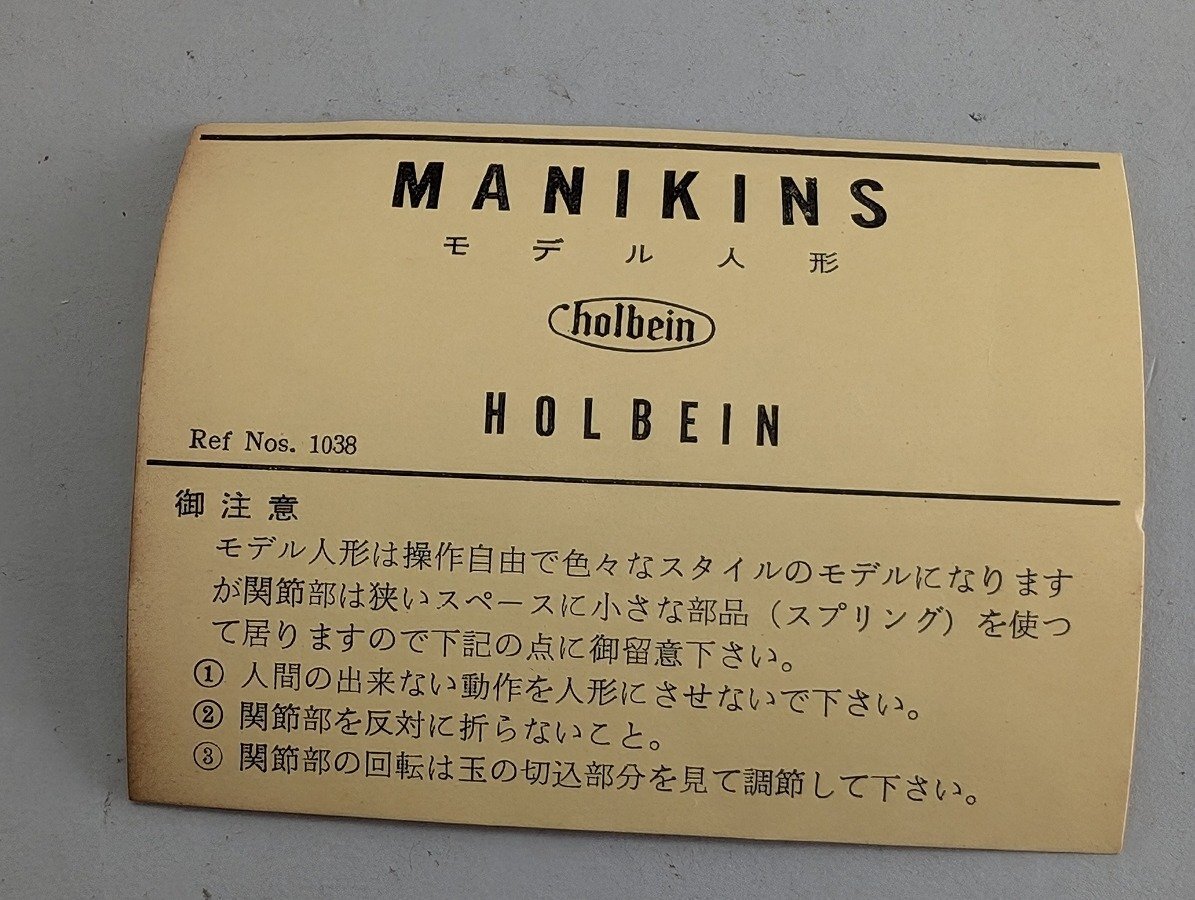 MANIKINS
モデル人形
holbein
HOLBEIN
Ref Nos. 1038
御注意
モデル人形は操作自由で色々なスタイルのモデルになります
が関節部は狭いスペースに小さな部品（スプリング）を使つ
て居りますので下記の点に御留意下さい。
① 人間の出来ない動作を人形にさせないで下さい。
② 関節部を反対に折らないこと。
③ 関節部の回転は玉の切込部分を見て調節して下さい。